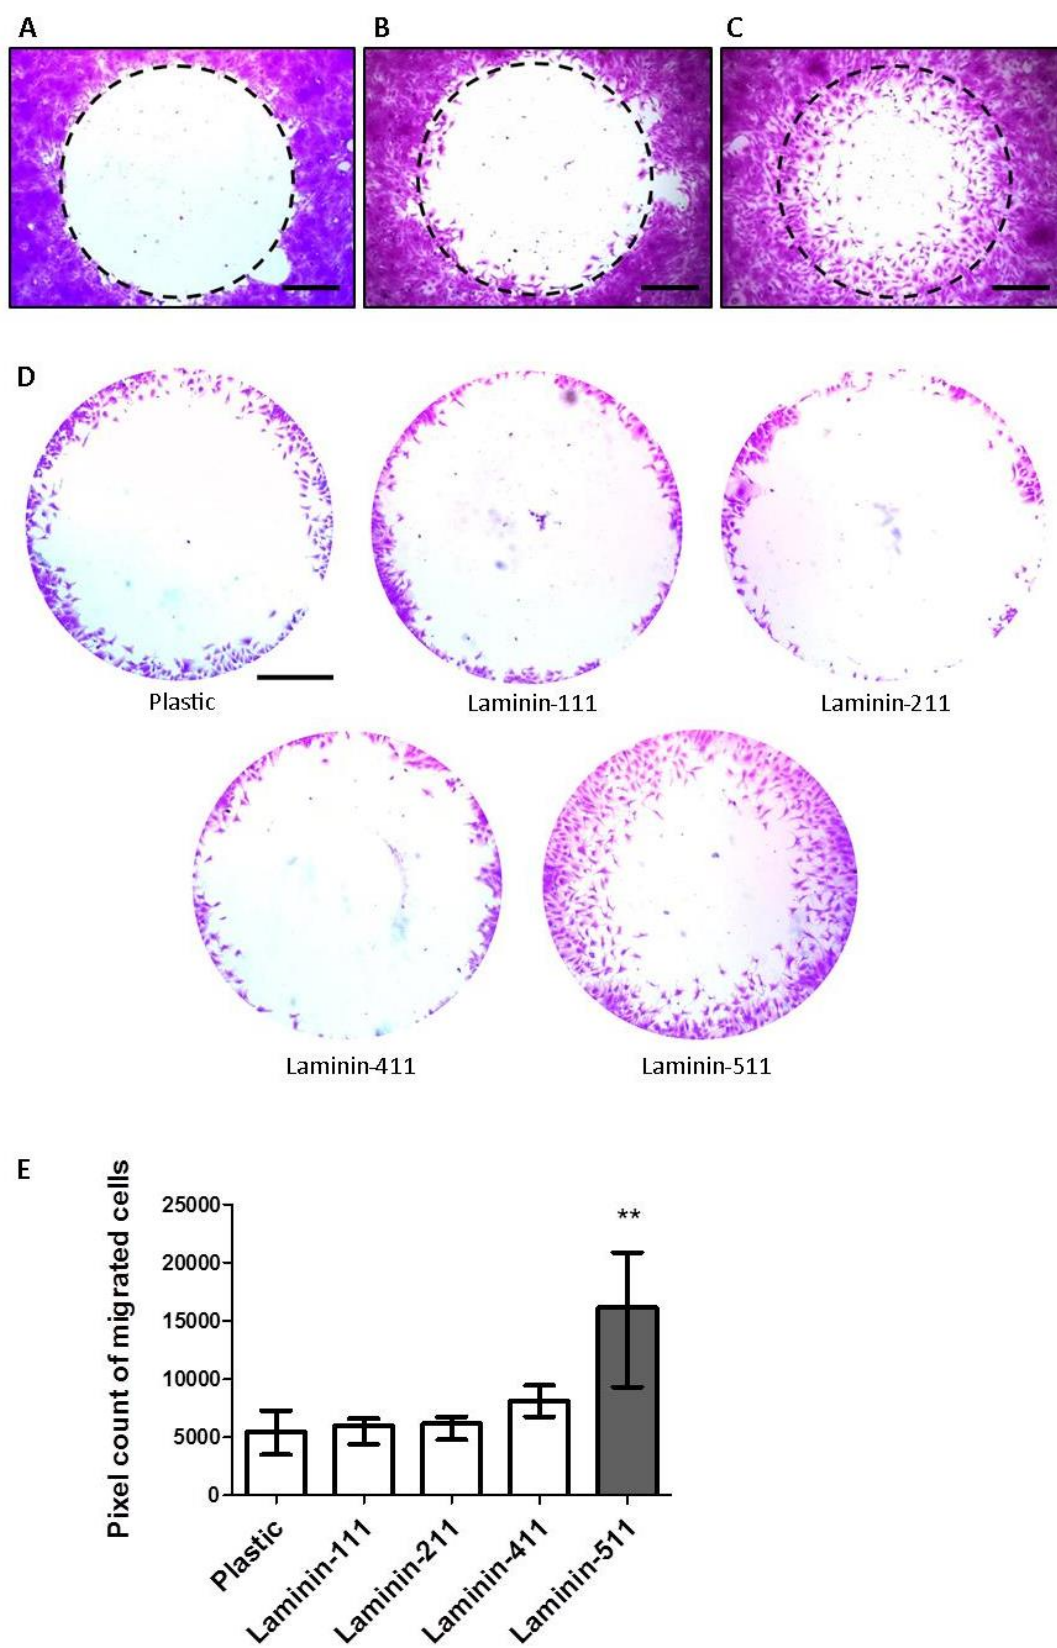 A B C
D
Plastic Laminin-111 Laminin-211
Laminin-411 Laminin-511
E
Pixel count of migrated cells
25000
**
20000
15000
10000
5000
0
Plastic Laminin-111 Laminin-211 Laminin-411 Laminin-511